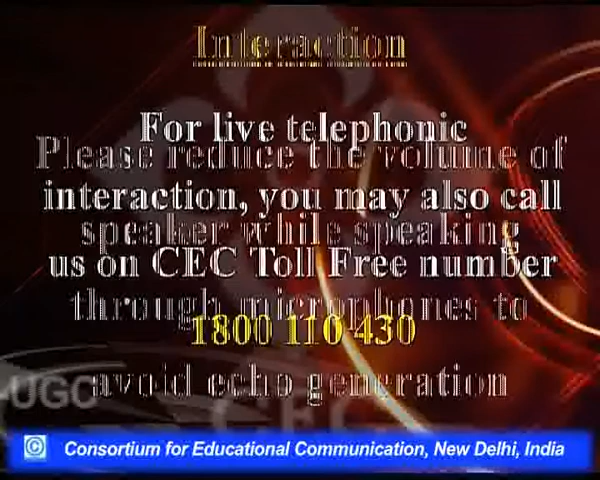 Interaction
For live telephonic
Please reduce the volume of
interaction, you may also call
speaker while speaking
us on CEC Toll Free number
through microphones to
1800 110 430
avoid echo generation
UGC
CEC
© Consortium for Educational Communication, New Delhi, India